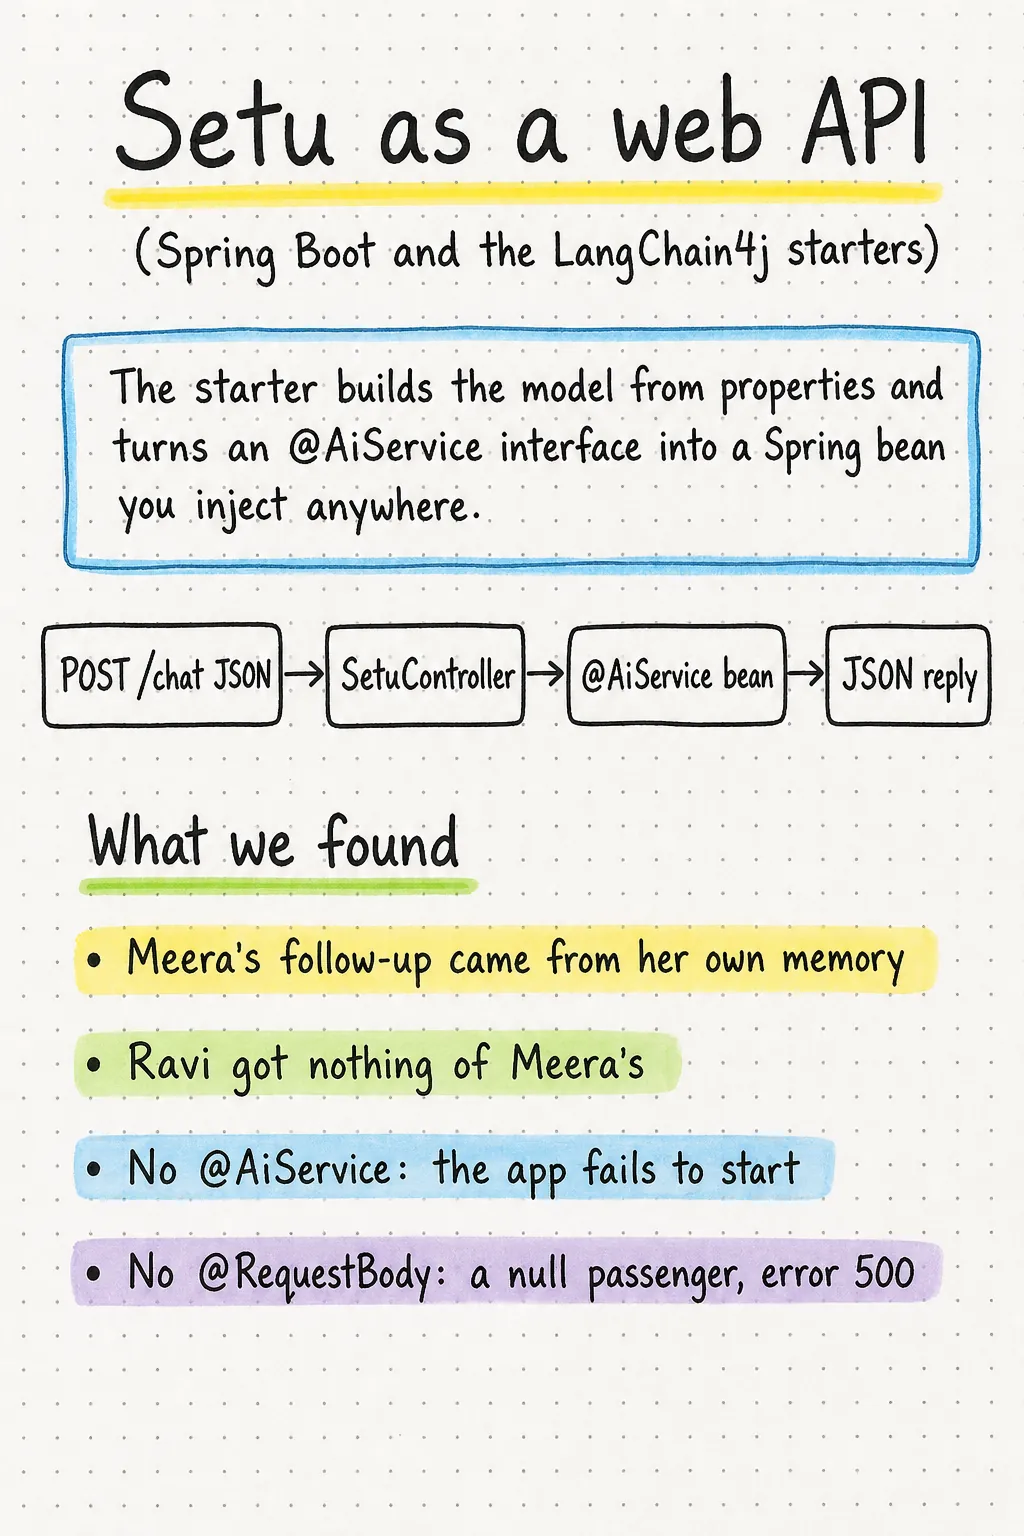 Setu as a web API
(Spring Boot and the LangChain4j starters)
The starter builds the model from properties and
turns an @AiService interface into a Spring bean
you inject anywhere.
POST /chat JSON
SetuController
@AiService bean
JSON reply
What we found
• Meera's follow-up came from her own memory
• Ravi got nothing of Meera's
• No @AiService: the app fails to start
• No @RequestBody: a null passenger, error 500